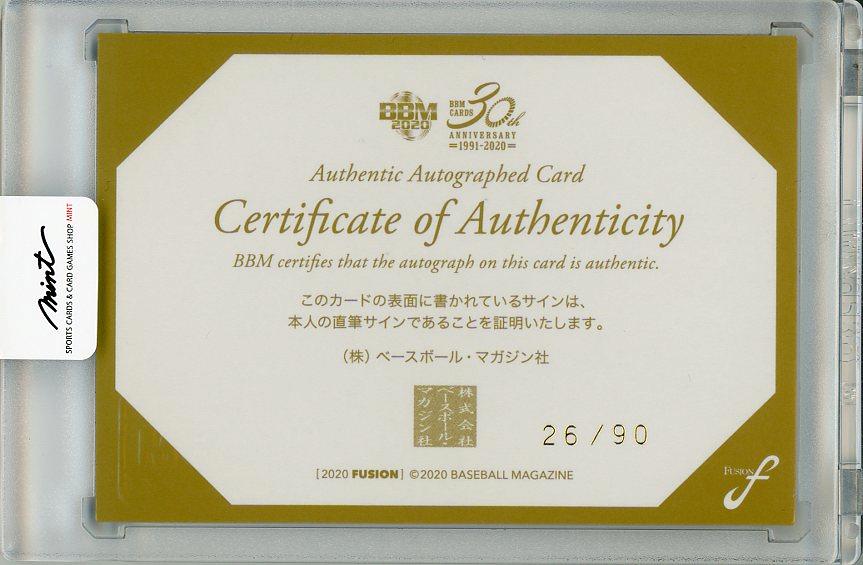 BBM
2020
BBM
CARDS
30th
ANNIVERSARY
1991-2020
Authentic Autographed Card
Certificate of Authenticity
BBM certifies that the autograph on this card is authentic.
このカードの表面に書かれているサインは、
本人の直筆サインであることを証明いたします。
（株）ベースボール・マガジン社
株式会社
ベースボール・
マガジン社
26/90
[2020 FUSION] ©2020 BASEBALL MAGAZINE
FUSION
f
mint
SPORTS CARDS & CARD GAMES SHOP MINT